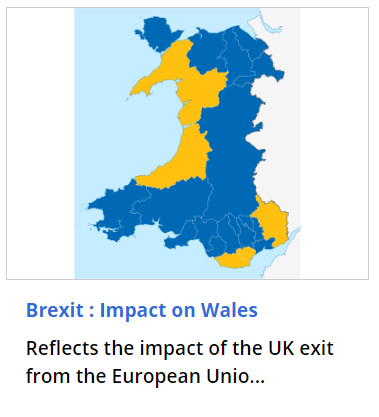 Brexit : Impact on Wales
Reflects the impact of the UK exit
from the European Unio...